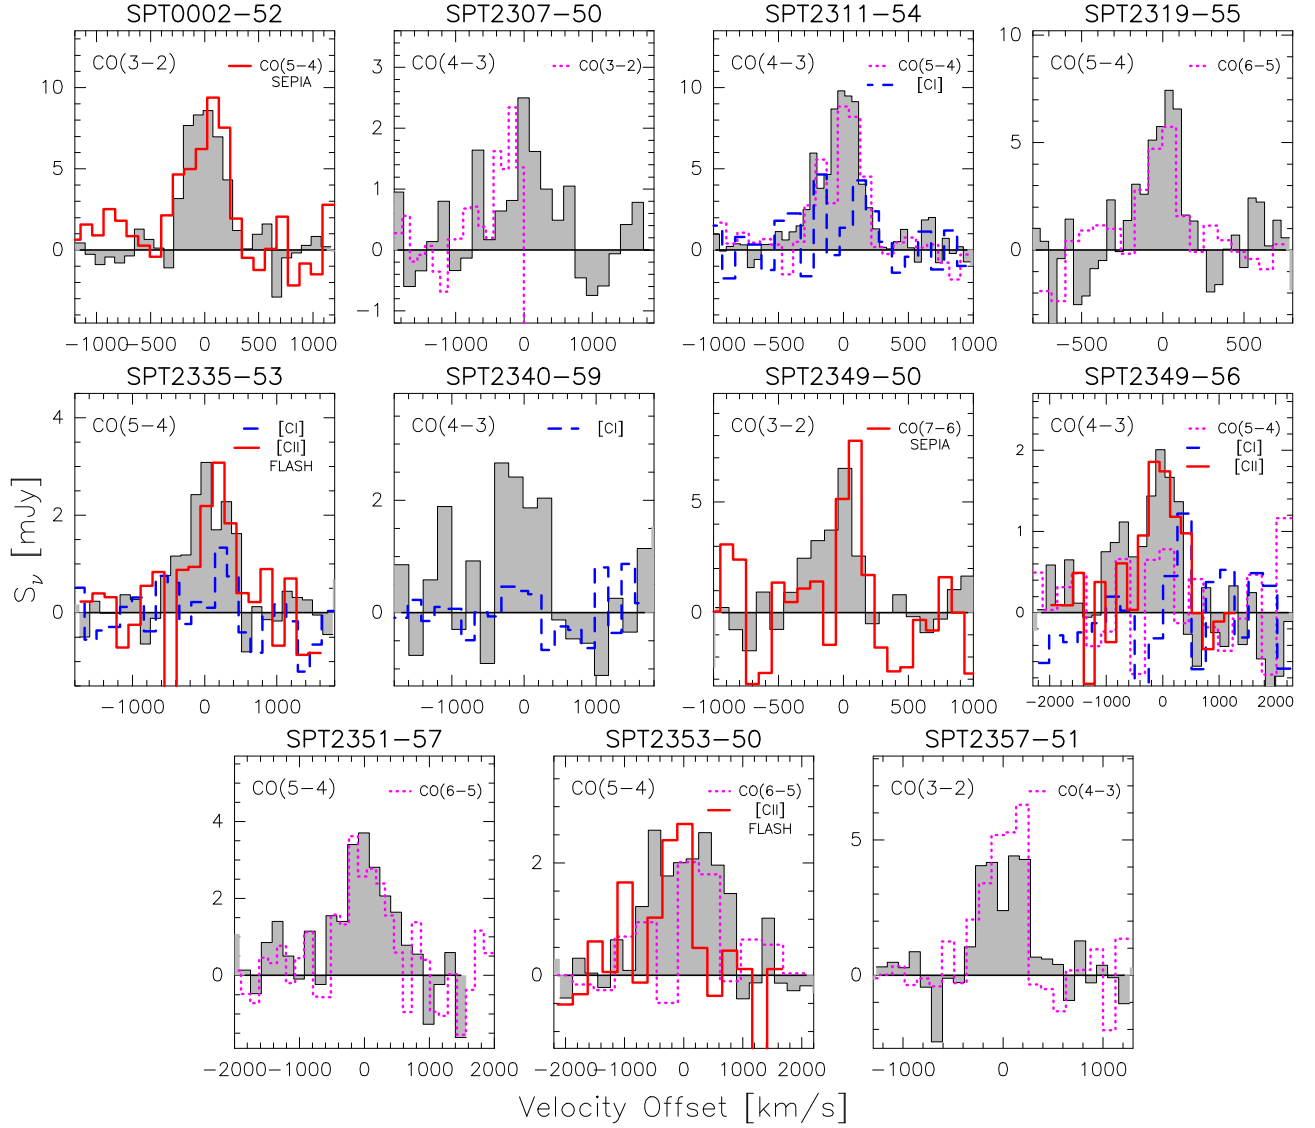 SPT0002−52
SPT2307−50
SPT2311−54
SPT2319−55
CO(3−2)
CO(5−4)
SEPIA
10
5
0
−1000
−500
0
500
1000
CO(4−3)
CO(3−2)
3
2
1
0
−1
−1000
0
1000
CO(4−3)
CO(5−4)
[CI]
10
5
0
−1000
−500
0
500
1000
CO(5−4)
CO(6−5)
10
5
0
−500
0
500
SPT2335−53
SPT2340−59
SPT2349−50
SPT2349−56
Sν [mJy]
CO(5−4)
[CI]
[CII]
FLASH
4
2
0
−1000
0
1000
CO(4−3)
[CI]
2
0
−1000
0
1000
CO(3−2)
CO(7−6)
SEPIA
5
0
−1000
−500
0
500
1000
CO(4−3)
CO(5−4)
[CI]
[CII]
2
1
0
−2000
−1000
0
1000
2000
SPT2351−57
SPT2353−50
SPT2357−51
CO(5−4)
CO(6−5)
4
2
0
−2000
−1000
0
1000
2000
CO(5−4)
CO(6−5)
[CII]
FLASH
2
0
−2000
−1000
0
1000
2000
CO(3−2)
CO(4−3)
5
0
−1000
0
1000
Velocity Offset [km/s]